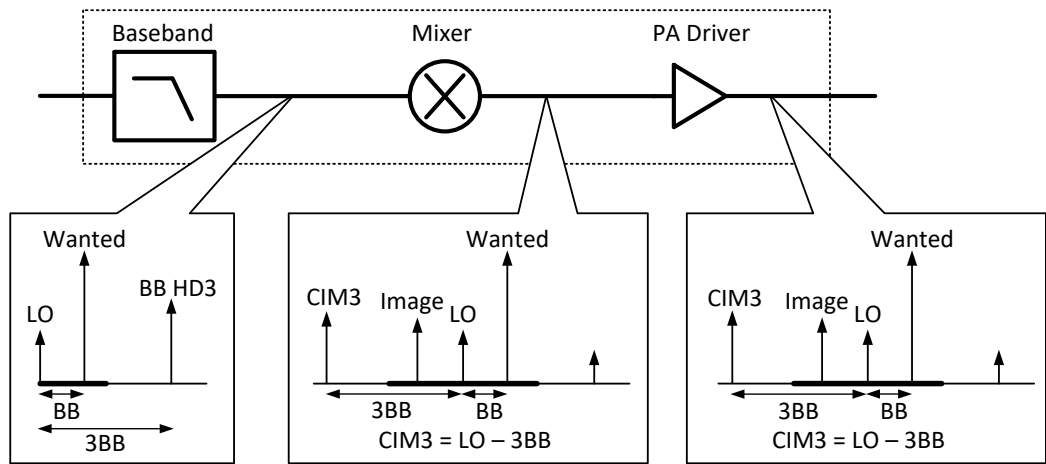 Baseband
Mixer
PA Driver
Wanted
BB HD3
LO
BB
3BB
Wanted
CIM3
Image
LO
3BB
BB
CIM3 = LO – 3BB
Wanted
CIM3
Image
LO
3BB
BB
CIM3 = LO – 3BB